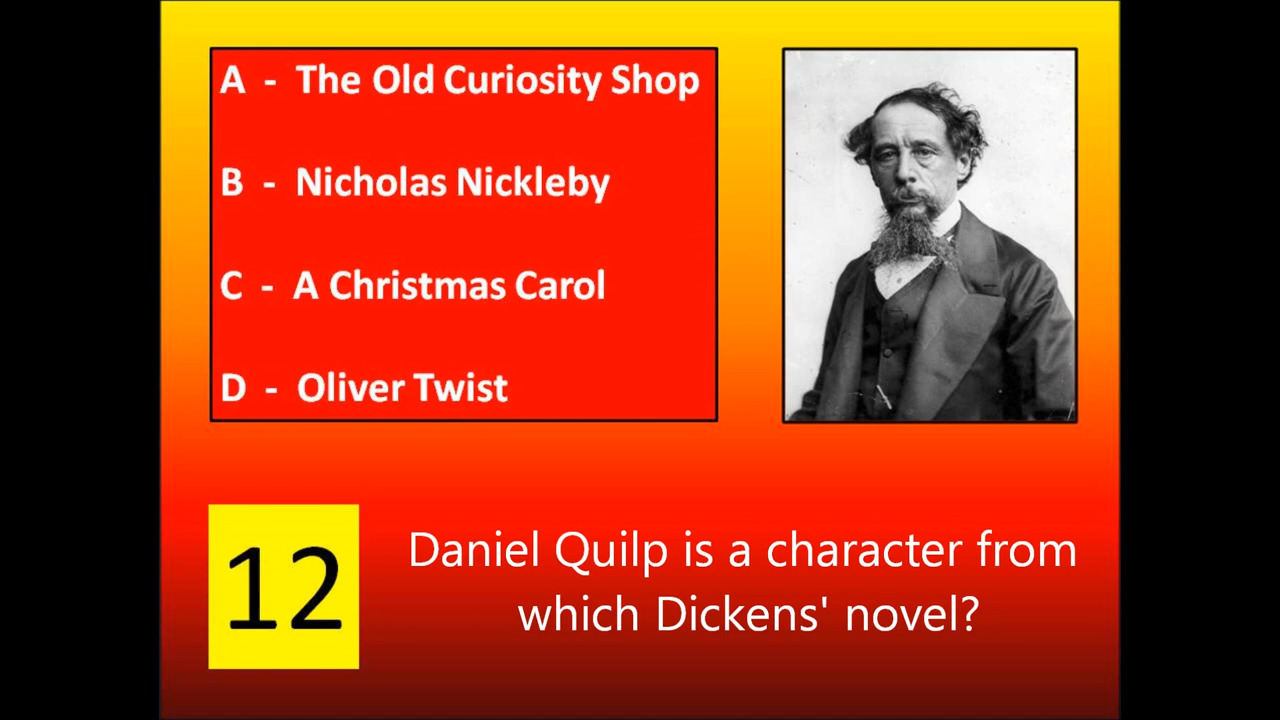 A - The Old Curiosity Shop
B - Nicholas Nickleby
C - A Christmas Carol
D - Oliver Twist
12
Daniel Quilp is a character from
which Dickens' novel?